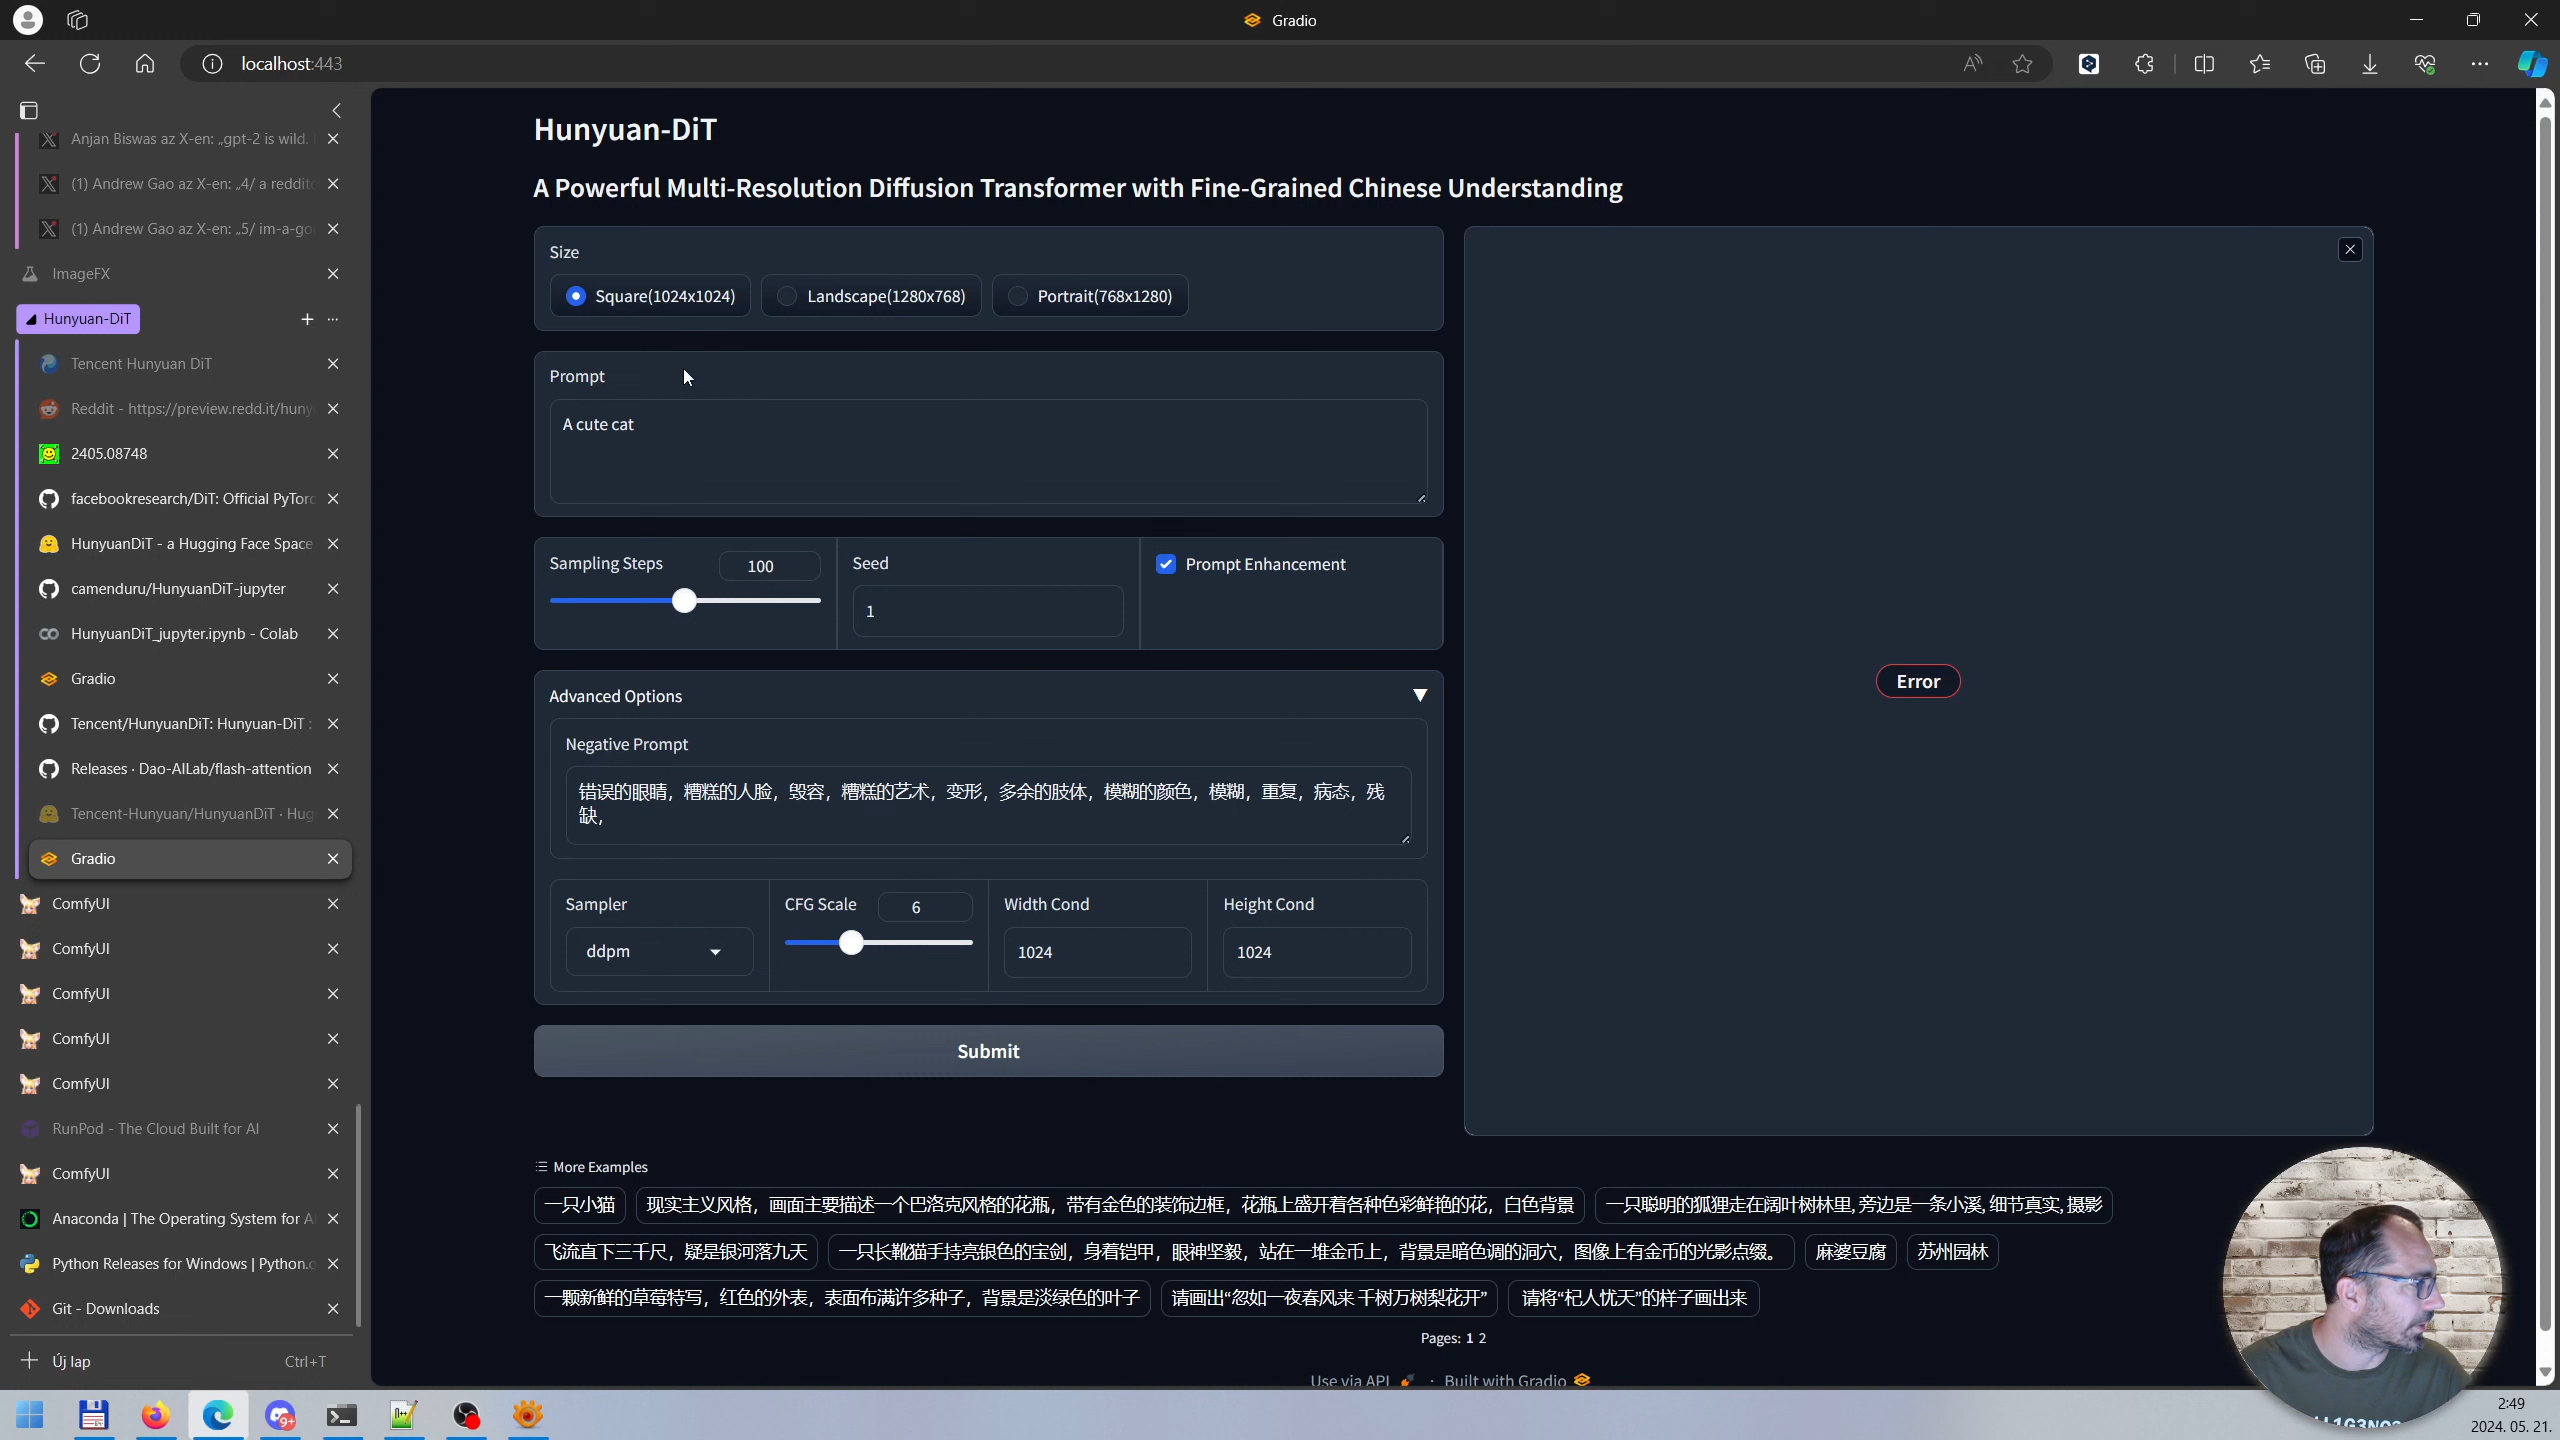 Gradio
localhost:443
Anjan Biswas az X-en: „gpt-2 is wild.
(1) Andrew Gao az X-en: „4/ a reddit
(1) Andrew Gao az X-en: „5/ im-a-go
ImageFX
Hunyuan-DiT
Tencent Hunyuan DiT
Reddit - https://preview.redd.it/huny
2405.08748
facebookresearch/DiT: Official PyTorc
HunyuanDiT - a Hugging Face Space
camenduru/HunyuanDiT-jupyter
HunyuanDiT_jupyter.ipynb - Colab
Gradio
Tencent/HunyuanDiT: Hunyuan-DiT :
Releases · Dao-AILab/flash-attention
Tencent-Hunyuan/HunyuanDiT · Hug
Gradio
ComfyUI
ComfyUI
ComfyUI
ComfyUI
ComfyUI
RunPod - The Cloud Built for AI
ComfyUI
Anaconda | The Operating System for A
Python Releases for Windows | Python.o
Git - Downloads
Új lap Ctrl+T
Hunyuan-DiT
A Powerful Multi-Resolution Diffusion Transformer with Fine-Grained Chinese Understanding
Size
Square(1024x1024) Landscape(1280x768) Portrait(768x1280)
Prompt
A cute cat
Sampling Steps 100 Seed Prompt Enhancement
1
Advanced Options
Negative Prompt
错误的眼睛，糟糕的人脸，毁容，糟糕的艺术，变形，多余的肢体，模糊的颜色，模糊，重复，病态，残
缺，
Sampler CFG Scale 6 Width Cond Height Cond
ddpm 1024 1024
Submit
Error
More Examples
一只小猫 现实主义风格，画面主要描述一个巴洛克风格的花瓶，带有金色的装饰边框，花瓶上盛开着各种色彩鲜艳的花，白色背景 一只聪明的狐狸走在阔叶树林里, 旁边是一条小溪, 细节真实, 摄影
飞流直下三千尺，疑是银河落九天 一只长靴猫手持亮银色的宝剑，身着铠甲，眼神坚毅，站在一堆金币上，背景是暗色调的洞穴，图像上有金币的光影点缀。 麻婆豆腐 苏州园林
一颗新鲜的草莓特写，红色的外表，表面布满许多种子，背景是淡绿色的叶子 请画出“忽如一夜春风来 千树万树梨花开” 请将“杞人忧天”的样子画出来
Pages: 1 2
Use via API · Built with Gradio
9+
2:49
2024. 05. 21.